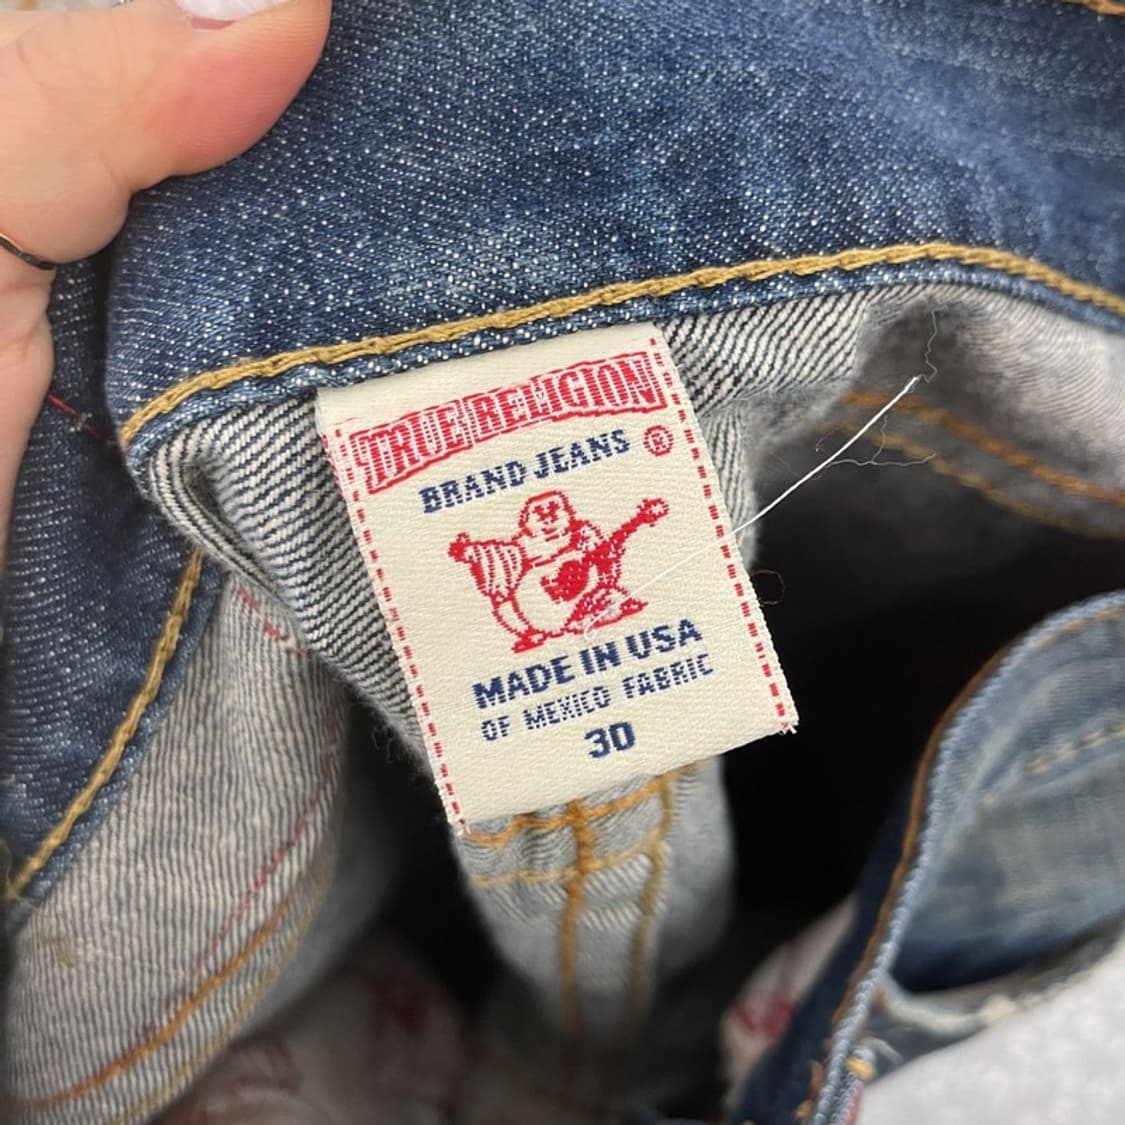 TRUE RELIGION
BRAND JEANS ®
MADE IN USA
OF MEXICO FABRIC
30